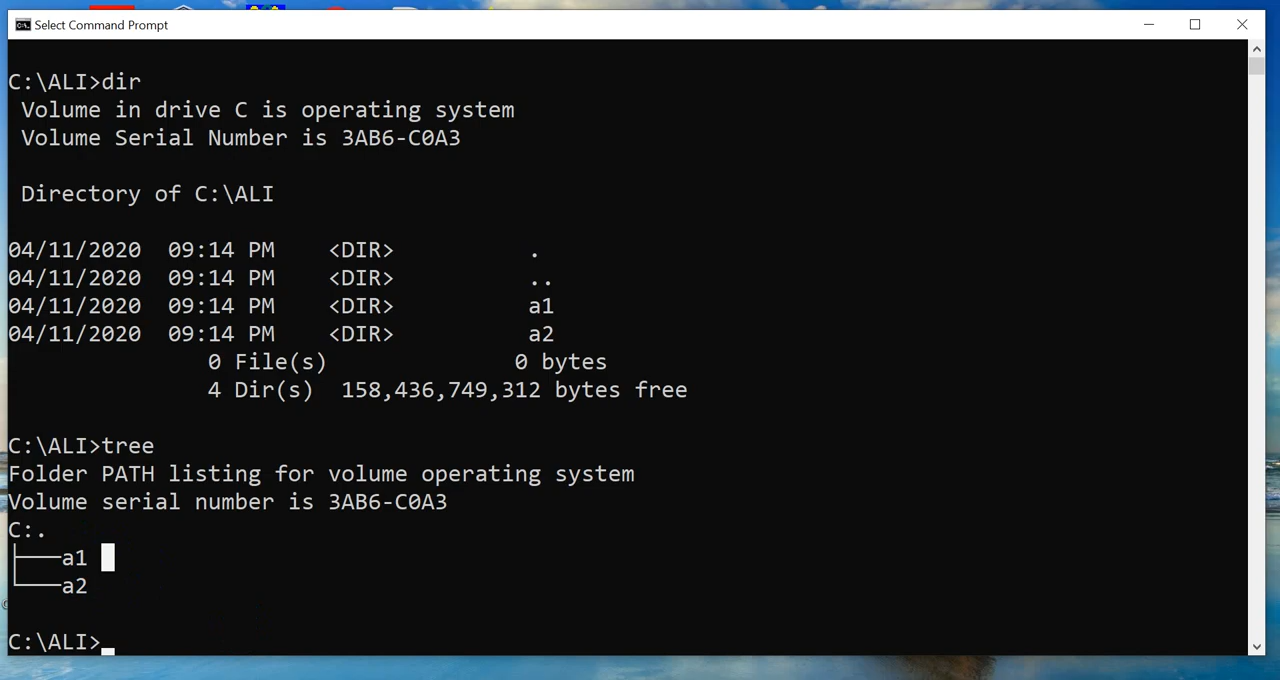 Select Command Prompt
C:\ALI>dir
Volume in drive C is operating system
Volume Serial Number is 3AB6-C0A3
Directory of C:\ALI
04/11/2020  09:14 PM    <DIR>          .
04/11/2020  09:14 PM    <DIR>          ..
04/11/2020  09:14 PM    <DIR>          a1
04/11/2020  09:14 PM    <DIR>          a2
0 File(s)              0 bytes
4 Dir(s)  158,436,749,312 bytes free
C:\ALI>tree
Folder PATH listing for volume operating system
Volume serial number is 3AB6-C0A3
C:.
├───a1
└───a2
C:\ALI>_